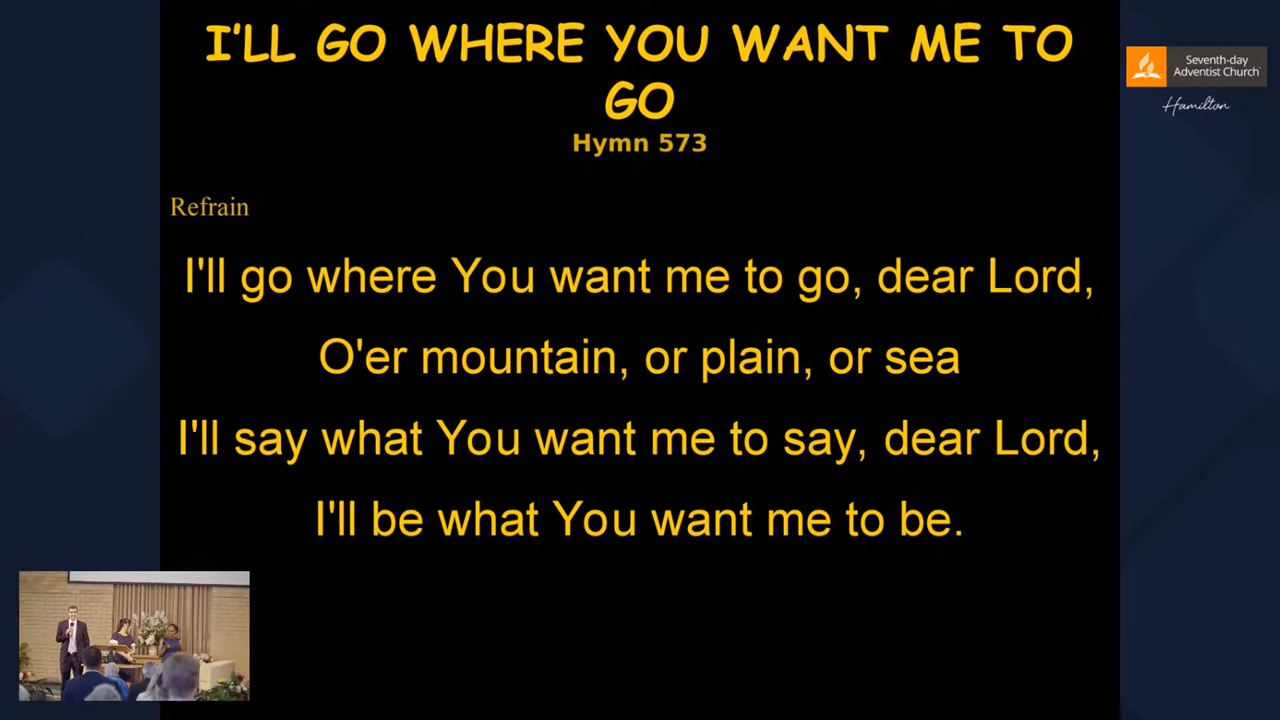 I'LL GO WHERE YOU WANT ME TO
GO
Hymn 573
Seventh-day
Adventist Church
Hamilton
Refrain
I'll go where You want me to go, dear Lord,
O'er mountain, or plain, or sea
I'll say what You want me to say, dear Lord,
I'll be what You want me to be.